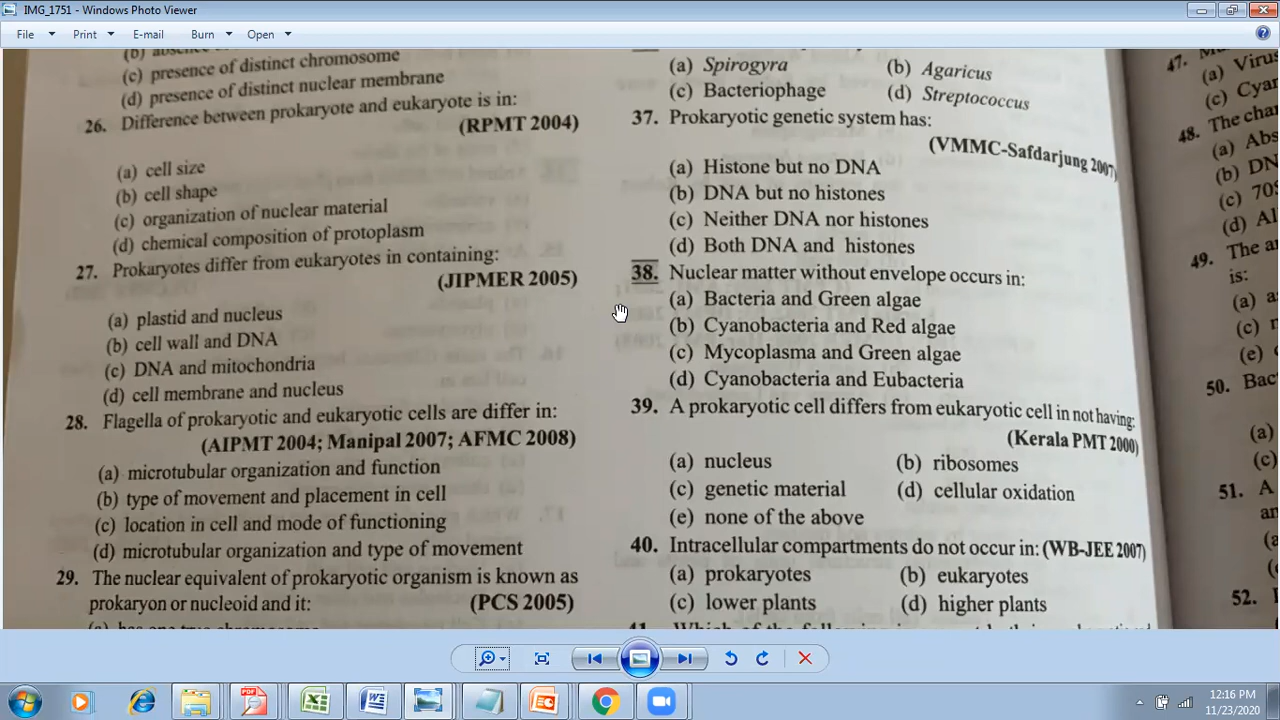 IMG_1751 - Windows Photo Viewer
File Print E-mail Burn Open
(b)
(c) presence of distinct chromosome
(d) presence of distinct nuclear membrane
26. Difference between prokaryote and eukaryote is in:
(RPMT 2004)
(a) cell size
(b) cell shape
(c) organization of nuclear material
(d) chemical composition of protoplasm
27. Prokaryotes differ from eukaryotes in containing:
(JIPMER 2005)
(a) plastid and nucleus
(b) cell wall and DNA
(c) DNA and mitochondria
(d) cell membrane and nucleus
28. Flagella of prokaryotic and eukaryotic cells are differ in:
(AIPMT 2004; Manipal 2007; AFMC 2008)
(a) microtubular organization and function
(b) type of movement and placement in cell
(c) location in cell and mode of functioning
(d) microtubular organization and type of movement
29. The nuclear equivalent of prokaryotic organism is known as
prokaryon or nucleoid and it: (PCS 2005)
(a) Spirogyra (b) Agaricus
(c) Bacteriophage (d) Streptococcus
37. Prokaryotic genetic system has:
(VMMC-Safdarjung 2007)
(a) Histone but no DNA
(b) DNA but no histones
(c) Neither DNA nor histones
(d) Both DNA and histones
38. Nuclear matter without envelope occurs in:
(a) Bacteria and Green algae
(b) Cyanobacteria and Red algae
(c) Mycoplasma and Green algae
(d) Cyanobacteria and Eubacteria
39. A prokaryotic cell differs from eukaryotic cell in not having:
(Kerala PMT 2000)
(a) nucleus (b) ribosomes
(c) genetic material (d) cellular oxidation
(e) none of the above
40. Intracellular compartments do not occur in: (WB-JEE 2007)
(a) prokaryotes (b) eukaryotes
(c) lower plants (d) higher plants
47.
(a) Virus
(c)
48. The
(a)
(b)
(c)
(d)
49. The
is:
(a)
(c)
(e)
50.
(a)
(c)
51. A
52.
12:16 PM
11/23/2020